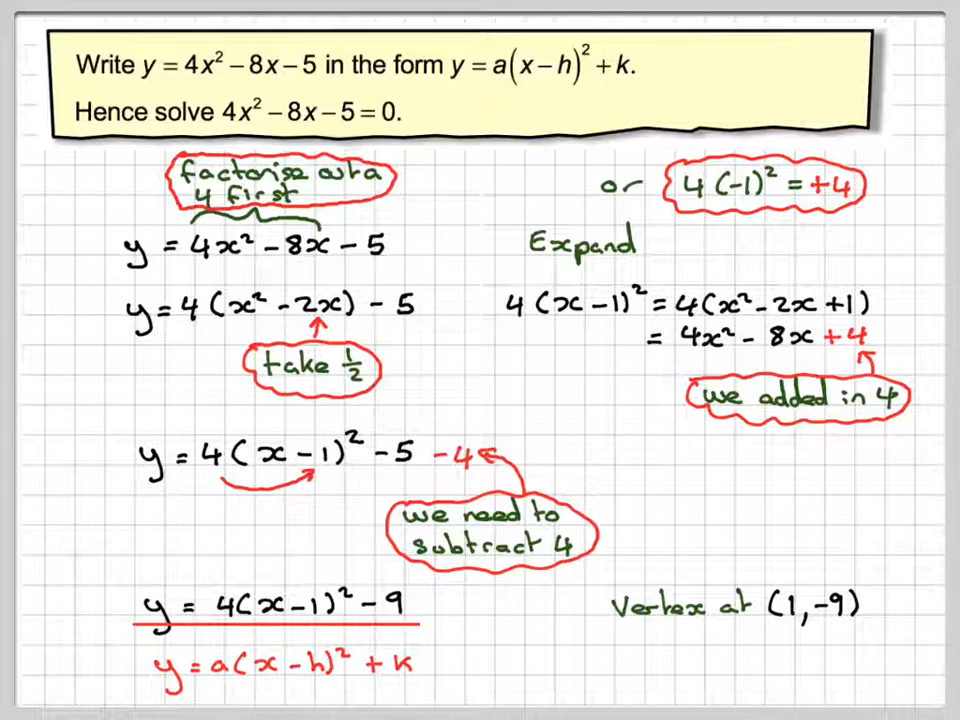 Write y = 4x² − 8x − 5 in the form y = a(x − h)² + k.
Hence solve 4x² − 8x − 5 = 0.
factorise out a
4 first
y = 4x² − 8x − 5
y = 4(x² − 2x) − 5
take ½
y = 4(x − 1)² − 5 − 4
we need to
subtract 4
y = 4(x − 1)² − 9
y = a(x − h)² + k
or 4(−1)² = +4
Expand
4(x − 1)² = 4(x² − 2x + 1)
= 4x² − 8x + 4
we added in 4
Vertex at (1, −9)